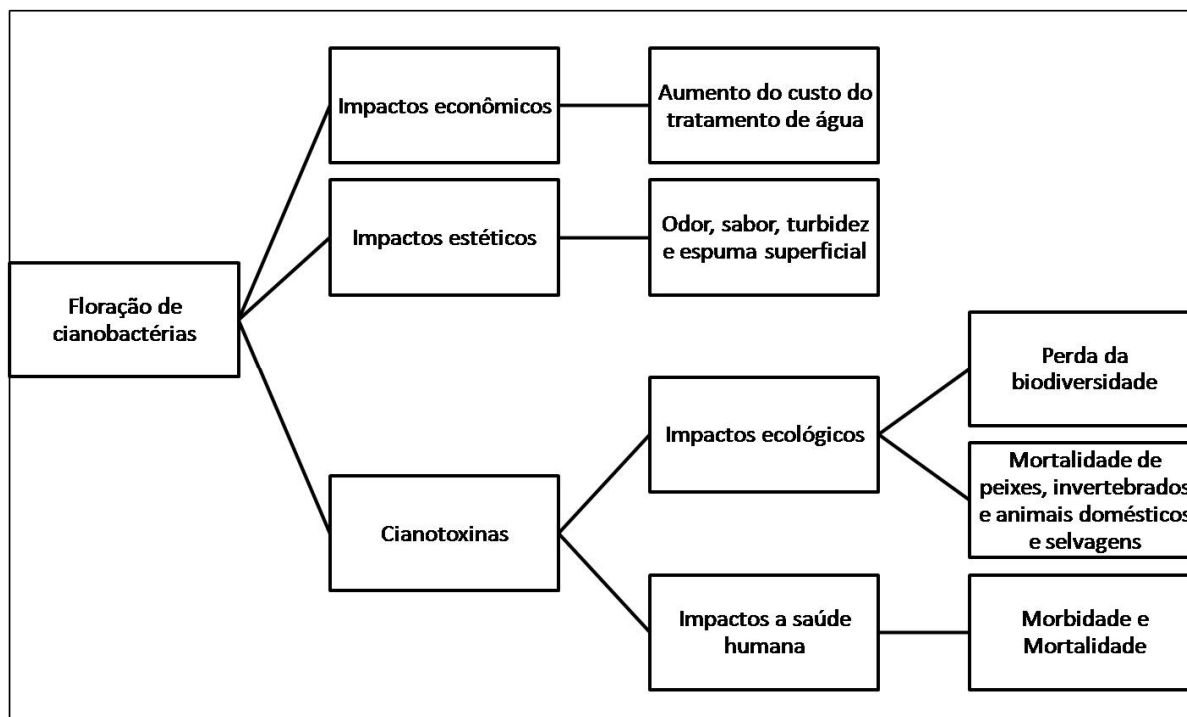 Impactos econômicos
Aumento do custo do
tratamento de água
Impactos estéticos
Odor, sabor, turbidez
e espuma superficial
Floração de
cianobactérias
Cianotoxinas
Impactos ecológicos
Perda da
biodiversidade
Mortalidade de
peixes, invertebrados
e animais domésticos
e selvagens
Impactos a saúde
humana
Morbidade e
Mortalidade